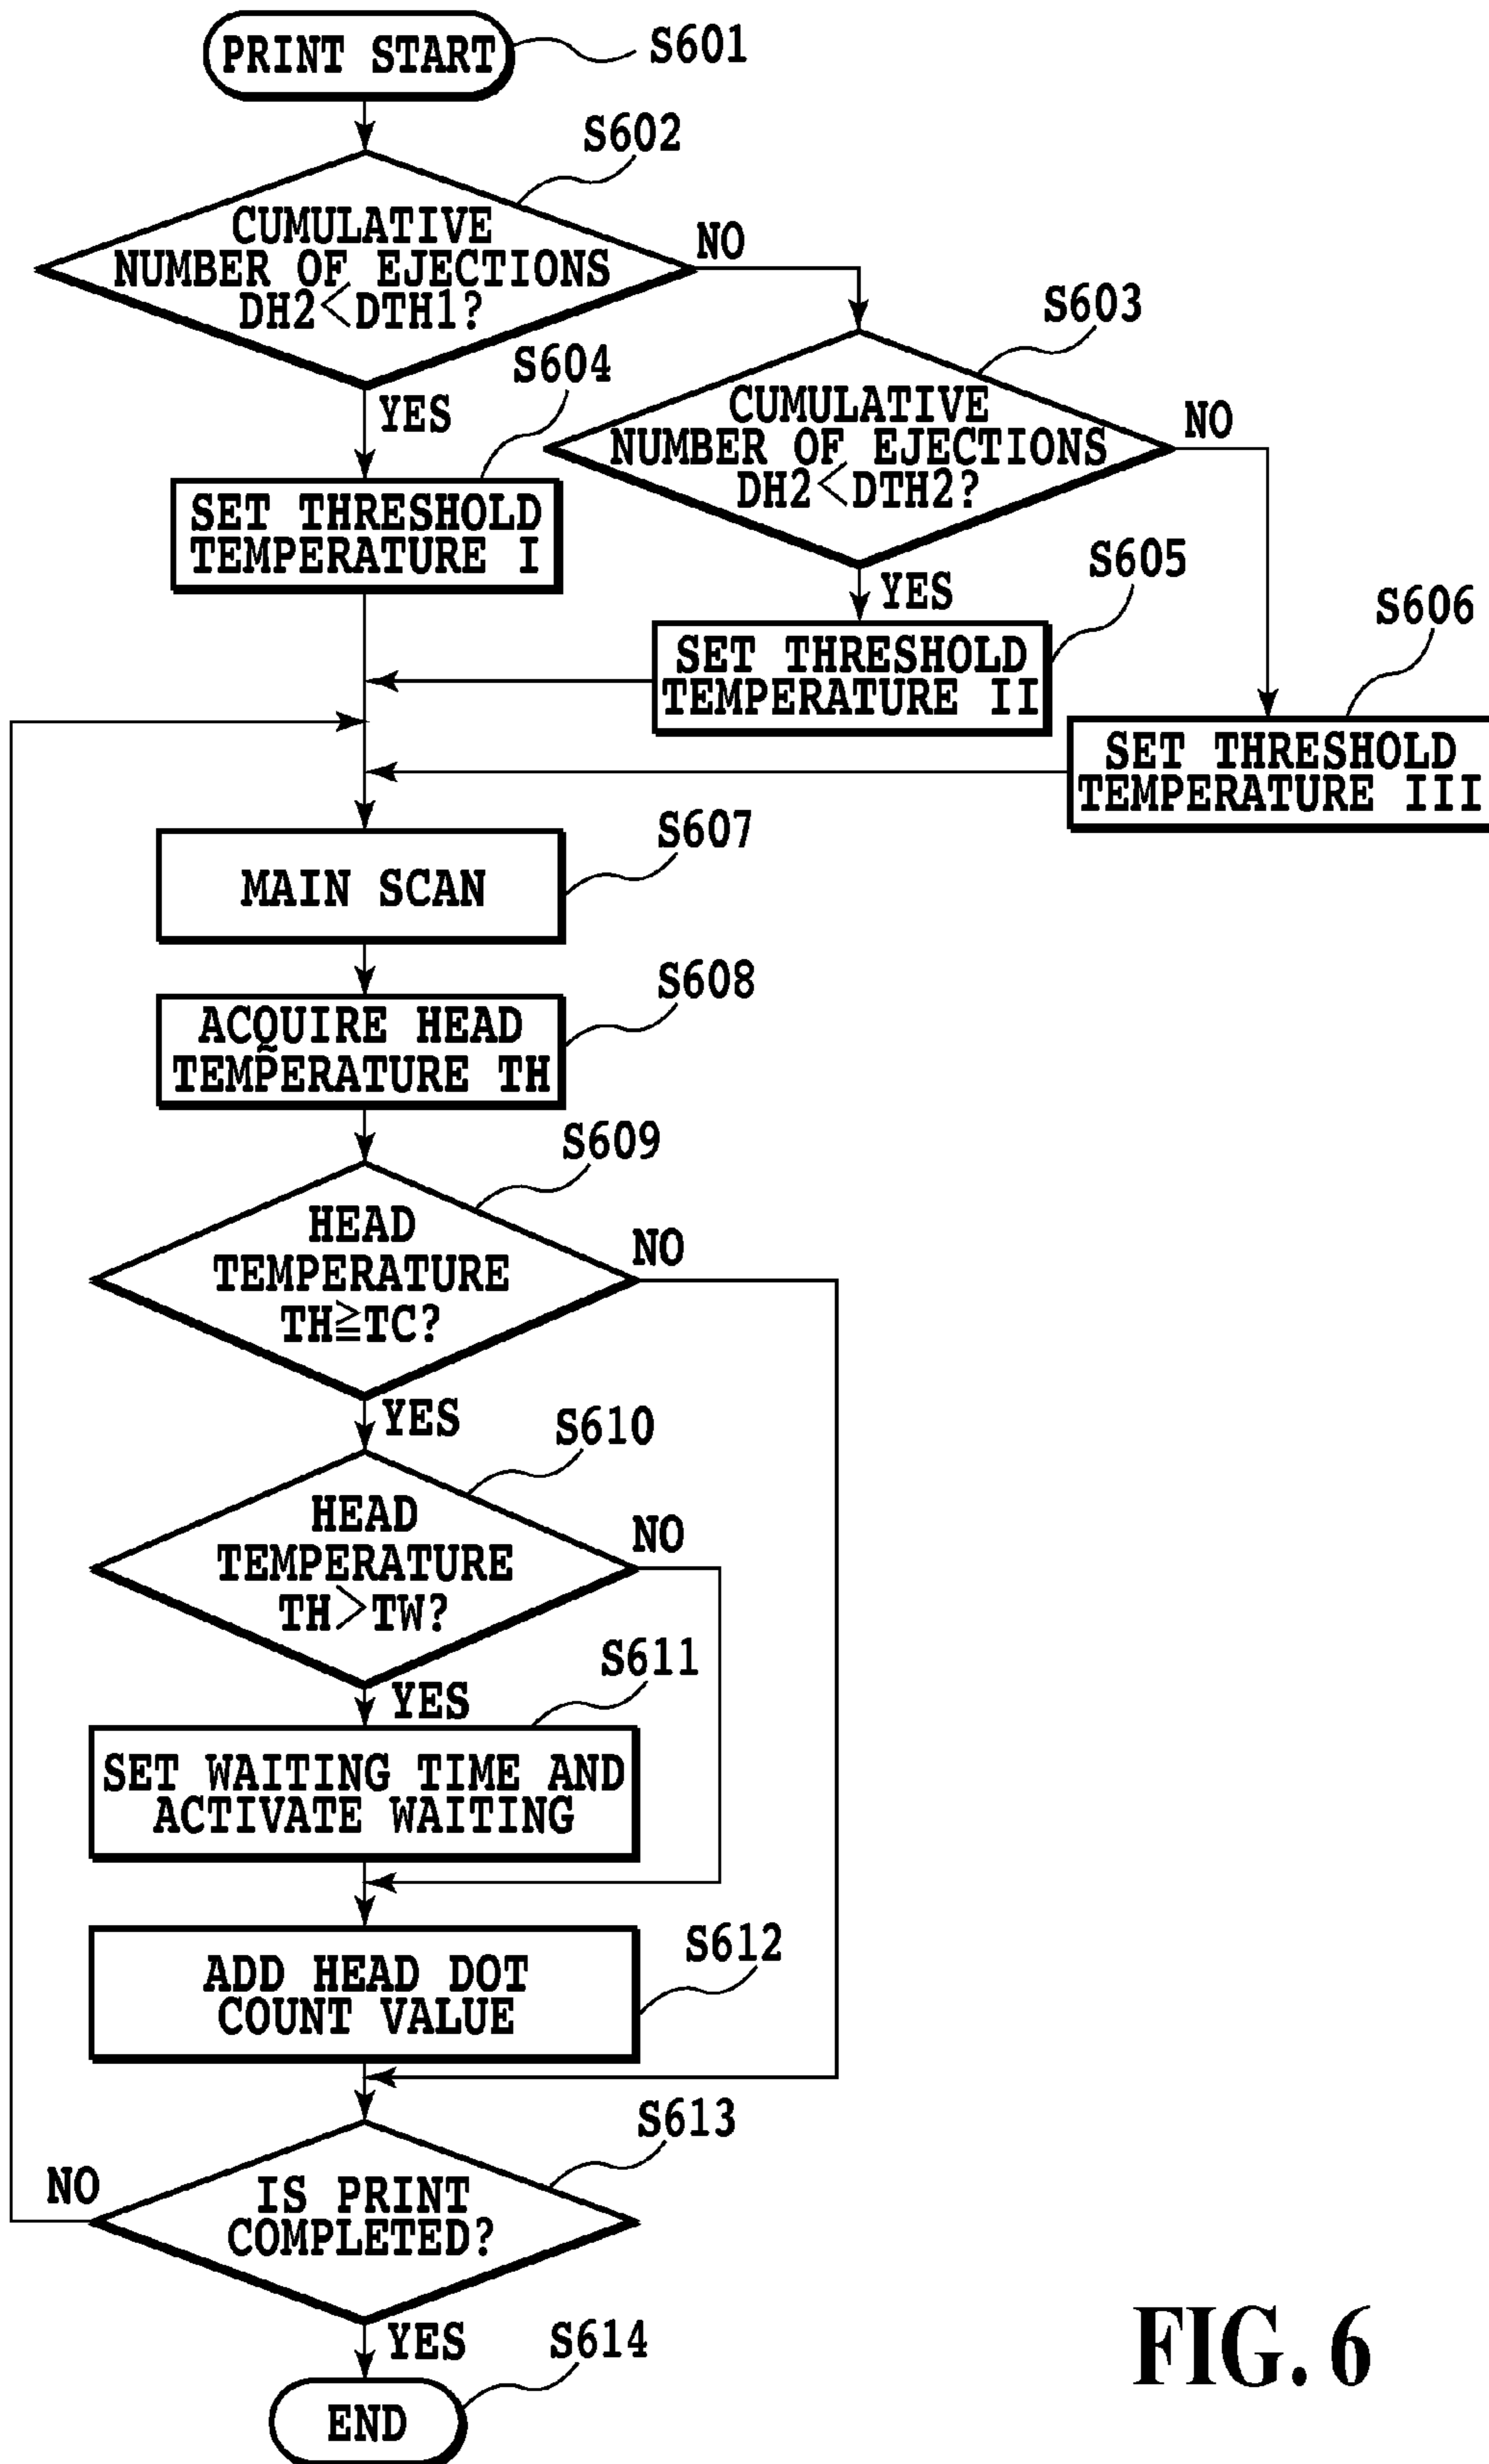 PRINT START
S601
S602
CUMULATIVE
NUMBER OF EJECTIONS
DH2<DTH1?
NO
YES
S603
CUMULATIVE
NUMBER OF EJECTIONS
DH2<DTH2?
NO
YES
S604
SET THRESHOLD
TEMPERATURE I
S605
SET THRESHOLD
TEMPERATURE II
S606
SET THRESHOLD
TEMPERATURE III
S607
MAIN SCAN
S608
ACQUIRE HEAD
TEMPERATURE TH
S609
HEAD
TEMPERATURE
TH≧TC?
NO
YES
S610
HEAD
TEMPERATURE
TH>TW?
NO
YES
S611
SET WAITING TIME AND
ACTIVATE WAITING
S612
ADD HEAD DOT
COUNT VALUE
S613
IS PRINT
COMPLETED?
NO
YES
S614
END
FIG. 6